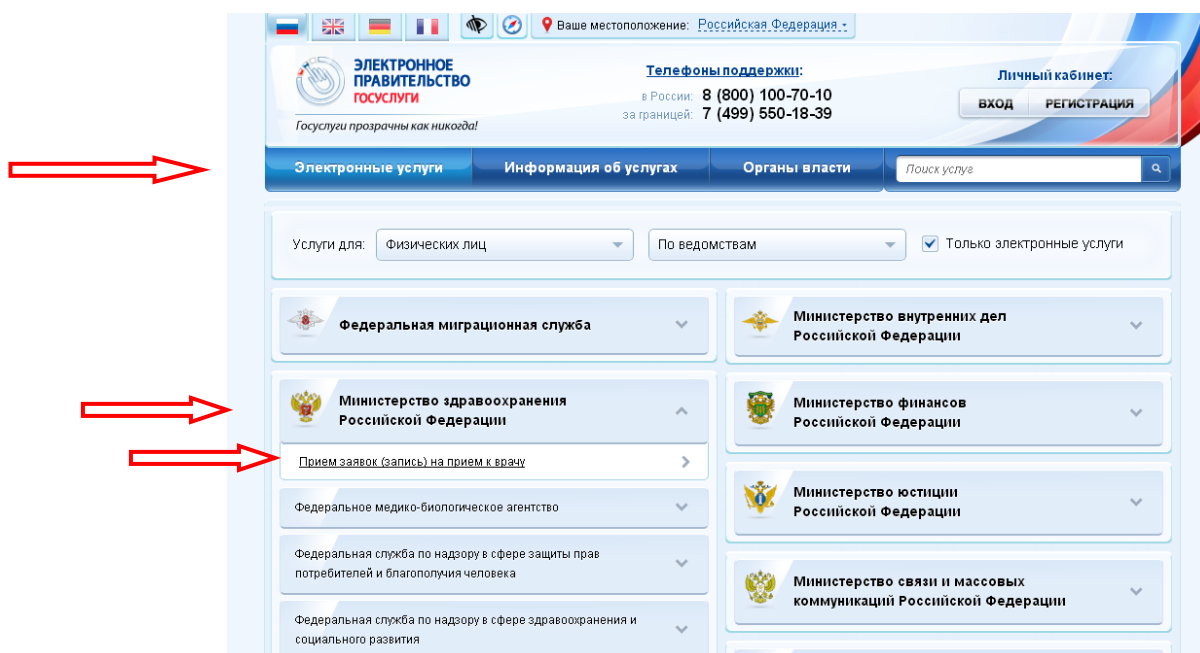 Ваше местоположение: Российская Федерация
ЭЛЕКТРОННОЕ
ПРАВИТЕЛЬСТВО
ГОСУСЛУГИ
Госуслуги прозрачны как никогда!
Телефоны поддержки:
в России: 8 (800) 100-70-10
за границей: 7 (499) 550-18-39
Личный кабинет:
ВХОД РЕГИСТРАЦИЯ
Электронные услуги Информация об услугах Органы власти Поиск услуг
Услуги для: Физических лиц По ведомствам Только электронные услуги
Федеральная миграционная служба
Министерство здравоохранения
Российской Федерации
Прием заявок (запись) на прием к врачу
Федеральное медико-биологическое агентство
Федеральная служба по надзору в сфере защиты прав
потребителей и благополучия человека
Федеральная служба по надзору в сфере здравоохранения и
социального развития
Министерство внутренних дел
Российской Федерации
Министерство финансов
Российской Федерации
Министерство юстиции
Российской Федерации
Министерство связи и массовых
коммуникаций Российской Федерации